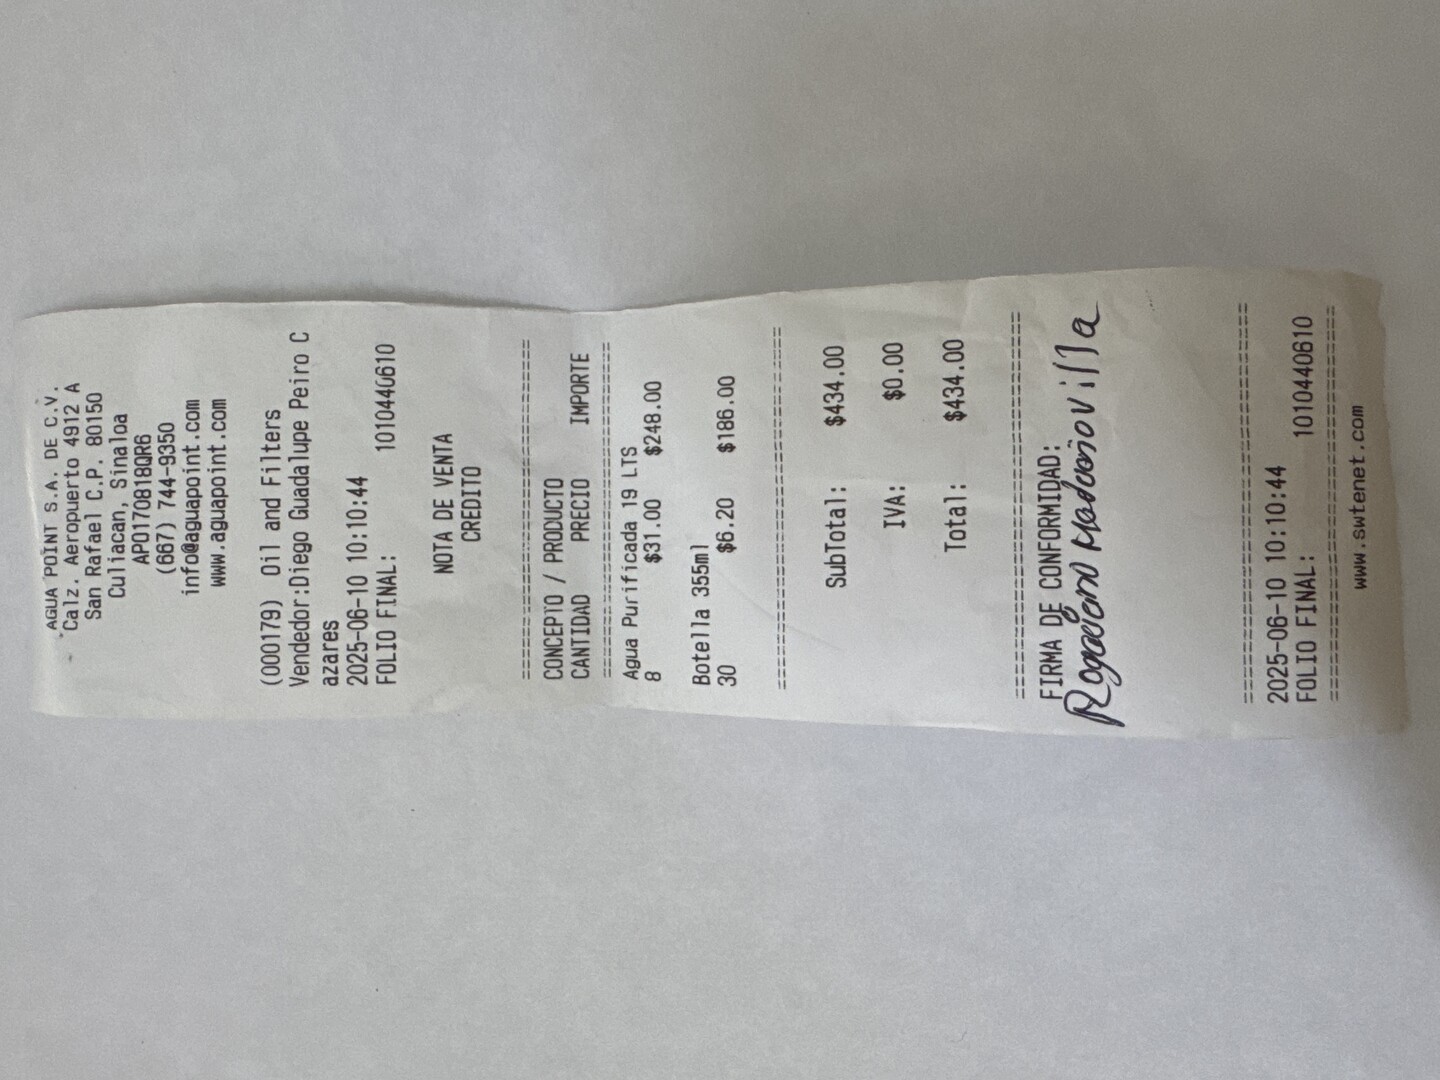 AGUA POINT S.A. DE C.V.
Calz. Aeropuerto 4912 A
San Rafael C.P. 80150
Culiacan, Sinaloa
APO170818QR6
(667) 744-9350
info@aguapoint.com
www.aguapoint.com
(000179) Oil and Filters
Vendedor:Diego Guadalupe Peiro C
azares
2025-06-10 10:10:44
FOLIO FINAL: 1010440610
NOTA DE VENTA
CREDITO
================================
CONCEPTO / PRODUCTO
CANTIDAD PRECIO IMPORTE
================================
Agua Purificada 19 LTS
8 $31.00 $248.00
Botella 355ml
30 $6.20 $186.00
================================
SubTotal: $434.00
IVA: $0.00
Total: $434.00
================================
FIRMA DE CONFORMIDAD:
================================
2025-06-10 10:10:44
FOLIO FINAL: 1010440610
================================
www.swtenet.com